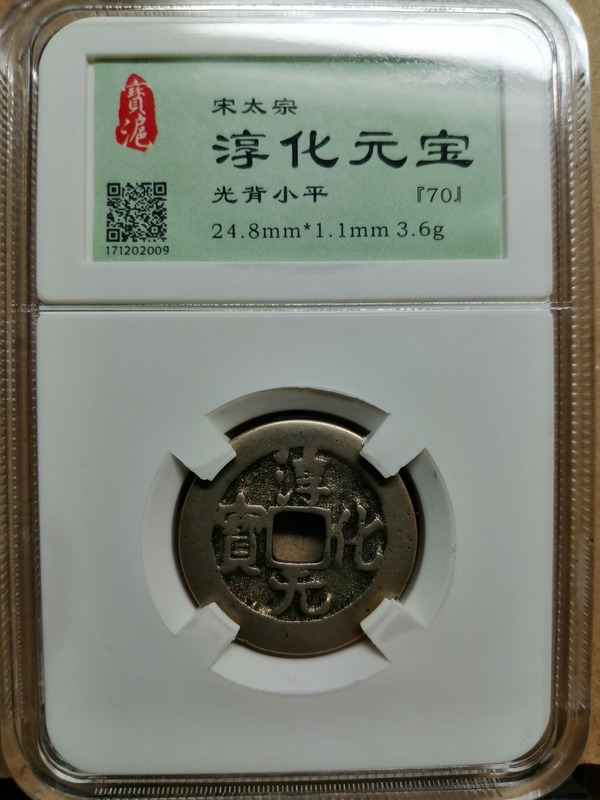 寶滬
宋太宗
淳化元宝
光背小平 『70』
24.8mm*1.1mm 3.6g
171202009
淳化元寶